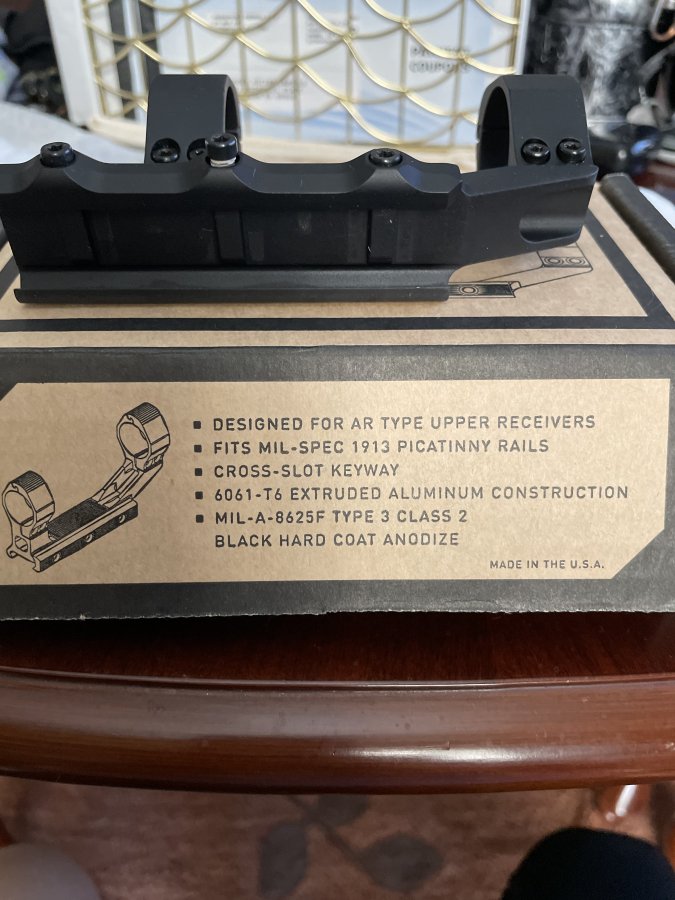 COUPONS
■ DESIGNED FOR AR TYPE UPPER RECEIVERS
■ FITS MIL-SPEC 1913 PICATINNY RAILS
■ CROSS-SLOT KEYWAY
■ 6061-T6 EXTRUDED ALUMINUM CONSTRUCTION
■ MIL-A-8625F TYPE 3 CLASS 2
BLACK HARD COAT ANODIZE
MADE IN THE U.S.A.